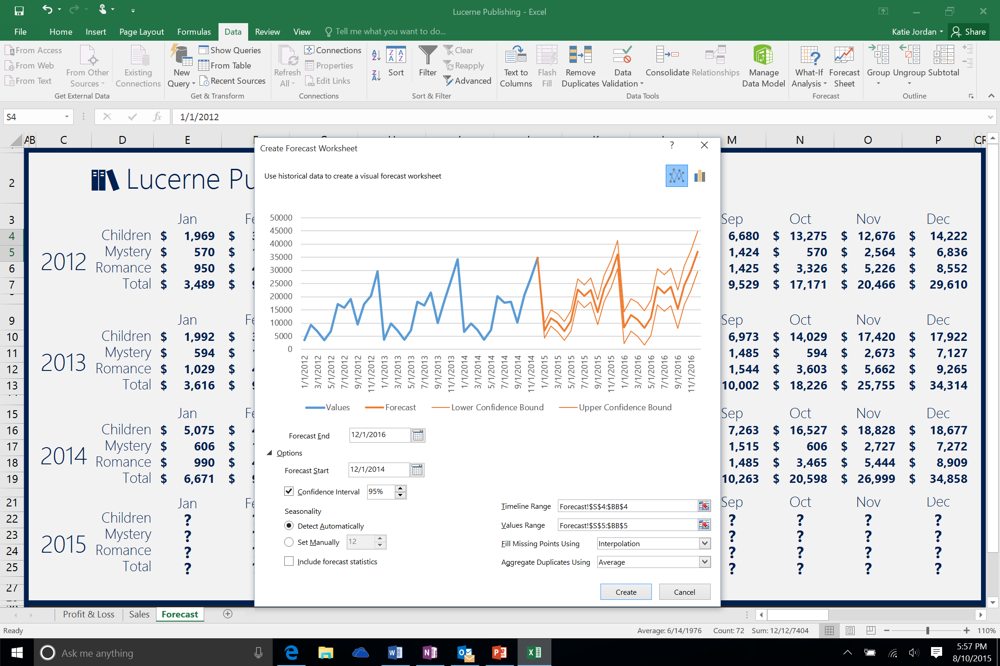 Lucerne Publishing - Excel
File Home Insert Page Layout Formulas Data Review View Tell me what you want to do... Katie Jordan Share
From Access
From Web
From Text
From Other Sources
Existing Connections
Get External Data
New Query
Show Queries
From Table
Recent Sources
Get & Transform
Refresh All
Connections
Properties
Edit Links
Connections
Sort
Filter
Clear
Reapply
Advanced
Sort & Filter
Text to Columns
Flash Fill
Remove Duplicates
Data Validation
Consolidate
Relationships
Manage Data Model
Data Tools
What-If Analysis
Forecast Sheet
Forecast
Group
Ungroup
Subtotal
Outline
S4 fx 1/1/2012
A B C D E M N O P
2 Lucerne Pu
3 Jan Sep Oct Nov Dec
2012
4 Children $ 1,969 $ 6,680 $ 13,275 $ 12,676 $ 14,222
5 Mystery $ 570 $ 1,424 $ 570 $ 2,564 $ 6,836
6 Romance $ 950 $ 1,425 $ 3,326 $ 5,226 $ 8,552
7 Total $ 3,489 $ 9,529 $ 17,171 $ 20,466 $ 29,610
9 Jan Sep Oct Nov Dec
2013
10 Children $ 1,992 $ 6,973 $ 14,029 $ 17,420 $ 17,922
11 Mystery $ 594 $ 1,485 $ 594 $ 2,673 $ 7,127
12 Romance $ 1,029 $ 1,544 $ 3,603 $ 5,662 $ 9,265
13 Total $ 3,616 $ 10,002 $ 18,226 $ 25,755 $ 34,314
15 Jan Sep Oct Nov Dec
2014
16 Children $ 5,075 $ 7,263 $ 16,527 $ 18,828 $ 18,677
17 Mystery $ 606 $ 1,515 $ 606 $ 2,727 $ 7,272
18 Romance $ 990 $ 1,485 $ 3,465 $ 5,444 $ 8,909
19 Total $ 6,671 $ 10,263 $ 20,598 $ 26,999 $ 34,858
21 Jan Sep Oct Nov Dec
2015
22 Children ? ? ? ? ?
23 Mystery ? ? ? ? ?
24 Romance ? ? ? ? ?
25 Total ? ? ? ? ?
27
Create Forecast Worksheet ?
Use historical data to create a visual forecast worksheet
50000
45000
40000
35000
30000
25000
20000
15000
10000
5000
0
1/1/2012 3/1/2012 5/1/2012 7/1/2012 9/1/2012 11/1/2012 1/1/2013 3/1/2013 5/1/2013 7/1/2013 9/1/2013 11/1/2013 1/1/2014 3/1/2014 5/1/2014 7/1/2014 9/1/2014 11/1/2014 1/1/2015 3/1/2015 5/1/2015 7/1/2015 9/1/2015 11/1/2015 1/1/2016 3/1/2016 5/1/2016 7/1/2016 9/1/2016 11/1/2016
Values Forecast Lower Confidence Bound Upper Confidence Bound
Forecast End 12/1/2016
Options
Forecast Start 12/1/2014
Confidence Interval 95%
Seasonality
Detect Automatically
Set Manually 12
Include forecast statistics
Timeline Range Forecast!$S$4:$BB$4
Values Range Forecast!$S$5:$BB$5
Fill Missing Points Using Interpolation
Aggregate Duplicates Using Average
Create Cancel
Profit & Loss Sales Forecast
Ready Average: 6/14/1976 Count: 72 Sum: 12/12/7404 110%
Ask me anything
5:57 PM
8/10/2015